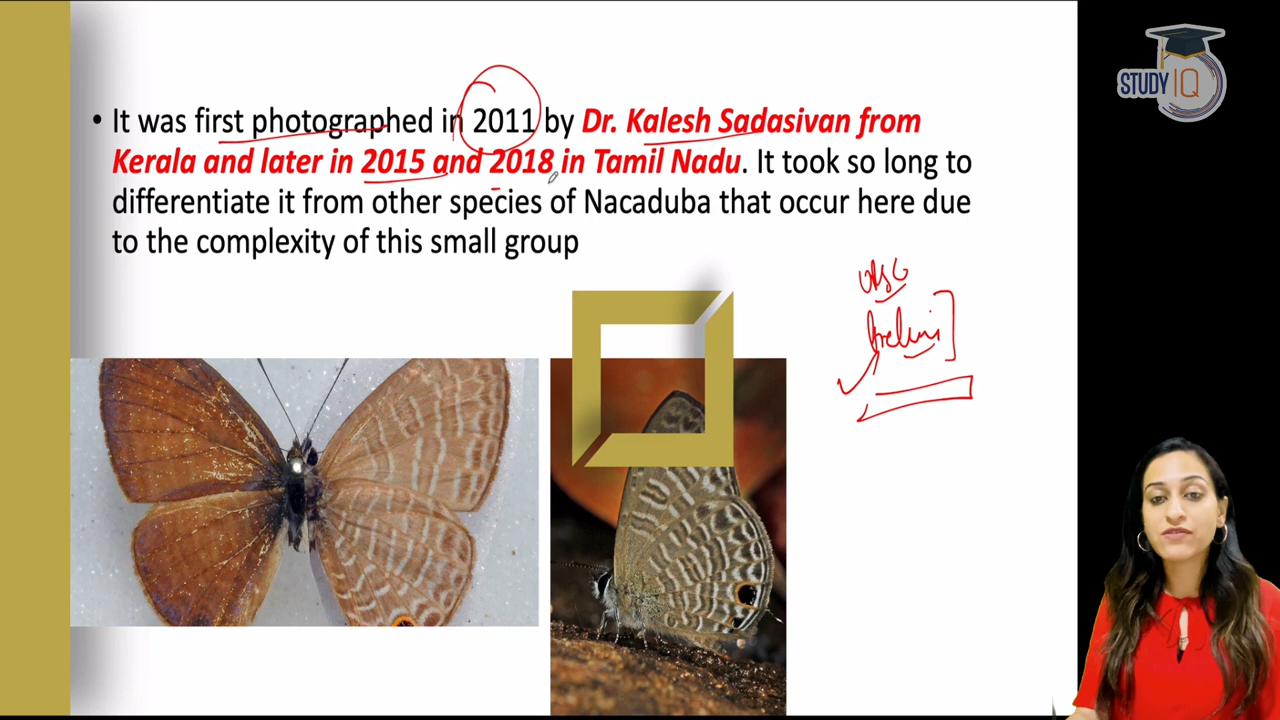 • It was first photographed in 2011 by Dr. Kalesh Sadasivan from
Kerala and later in 2015 and 2018 in Tamil Nadu. It took so long to
differentiate it from other species of Nacaduba that occur here due
to the complexity of this small group
STUDY IQ